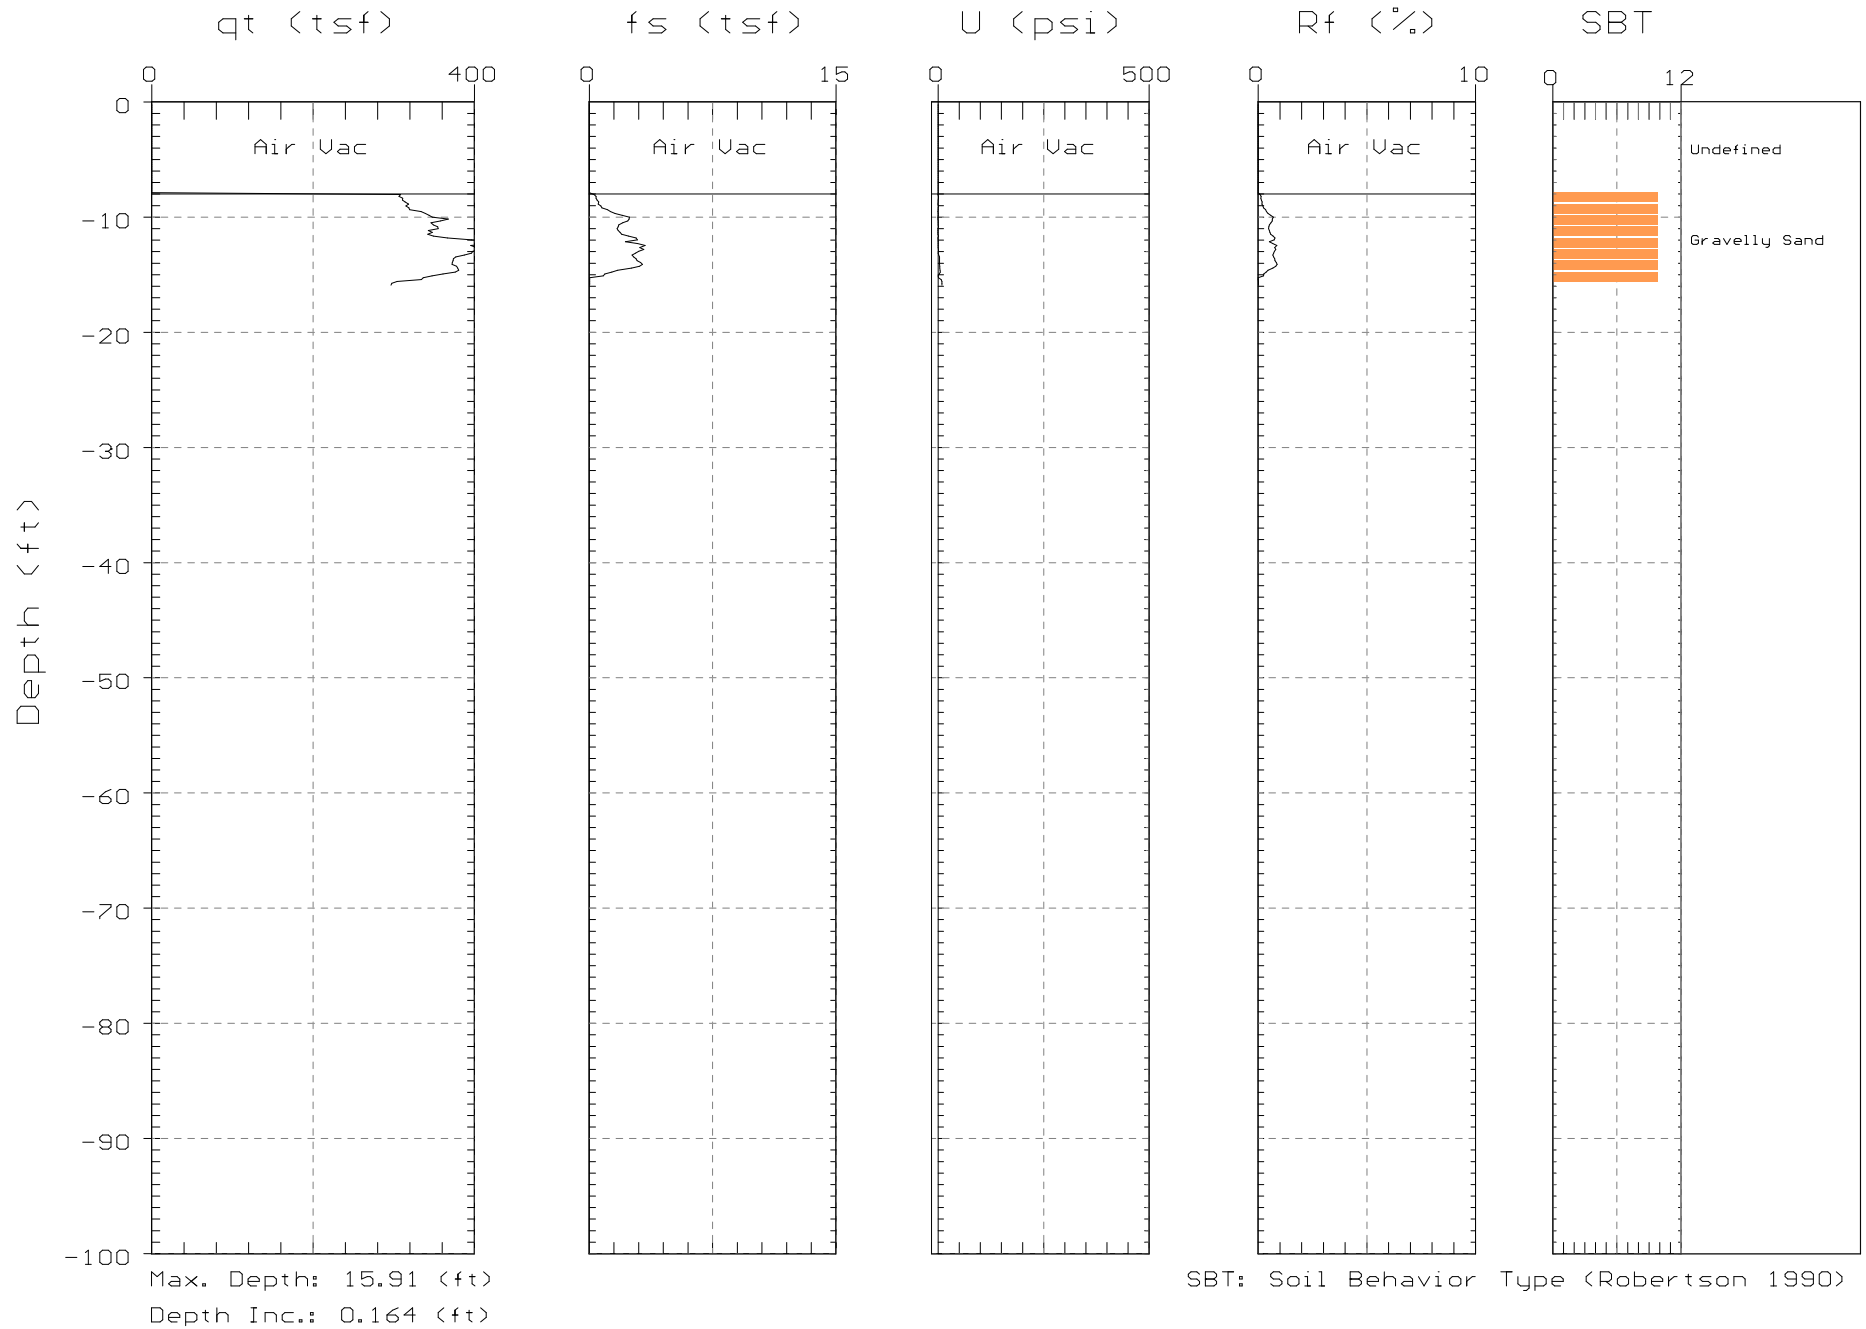 qt (tsf) fs (tsf) U (psi) Rf (%) SBT
0 400 0 15 0 500 0 10 0 12
0
Air Vac Air Vac Air Vac Air Vac Undefined
-10
Gravelly Sand
-20
-30
-40
-50
-60
-70
-80
-90
-100
Depth (ft)
Max. Depth: 15.91 (ft) SBT: Soil Behavior Type (Robertson 1990)
Depth Inc.: 0.164 (ft)